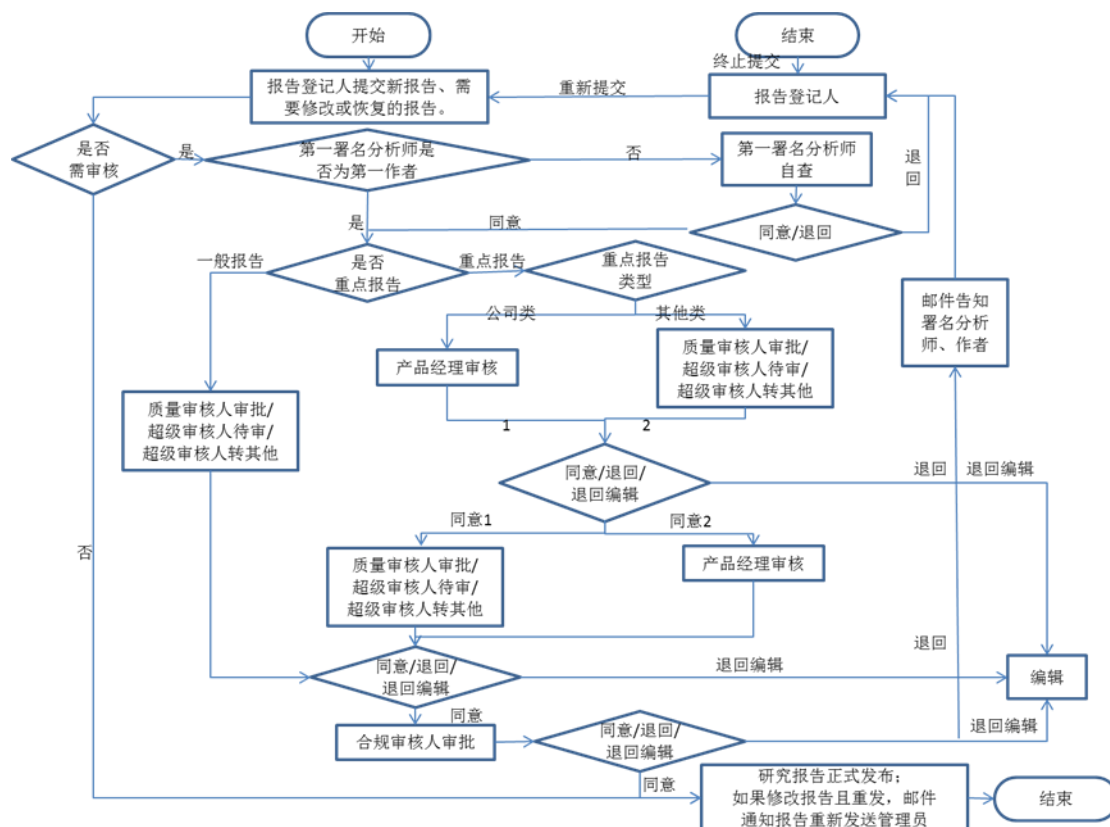 开始
结束
终止提交
报告登记人提交新报告、需
要修改或恢复的报告。
重新提交
报告登记人
是否
需审核
是
第一署名分析师是
否为第一作者
否
第一署名分析师
自查
退
回
是
同意
同意/退回
一般报告
是否
重点报告
重点报告
重点报告
类型
邮件告知
署名分析
师、作者
公司类
其他类
产品经理审核
质量审核人审批/
超级审核人待审/
超级审核人转其他
质量审核人审批/
超级审核人待审/
超级审核人转其他
1
2
同意/退回/
退回编辑
退回
退回编辑
同意1
同意2
否
质量审核人审批/
超级审核人待审/
超级审核人转其他
产品经理审核
同意/退回/
退回编辑
退回
退回编辑
编辑
同意
合规审核人审批
同意/退回/
退回编辑
退回编辑
同意
研究报告正式发布；
如果修改报告且重发，邮件
通知报告重新发送管理员
结束